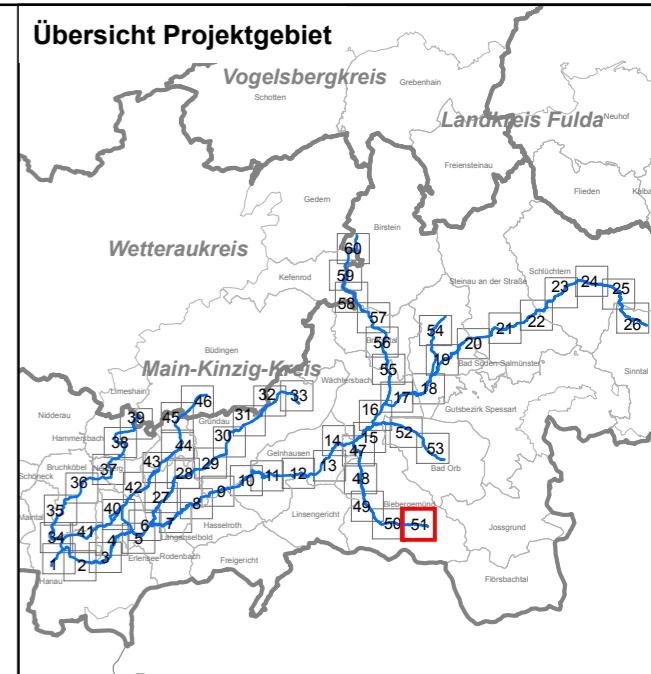 Übersicht Projektgebiet
Vogelsbergkreis
Grebenhain
Schotten
Landkreis Fulda
Neuhof
Freiensteinau
Flieden
Kalba
Gedern
Birstein
Wetteraukreis
60
Kefenrod
59
58
Steinau an der Straße
Schlüchtern
23
24
25
26
57
54
21
22
56
20
Büdingen
19
Bad Soden-Salmünster
Sinntal
Main-Kinzig-Kreis
55
Wächtersbach
18
17
Gutsbezirk Spessart
Limeshain
46
32
33
45
39
31
16
Nidderau
Gründau
Hammersbach
38
44
30
14
15
52
53
Gelnhausen
47
Bad Orb
Bruchköbel
37
43
29
13
Schöneck
36
28
10
11
12
48
42
9
Linsengericht
Biebergemünd
35
27
8
49
Maintal
40
Hasselroth
34
41
6
7
50
51
Jossgrund
4
5
Langenselbold
Erlensee
Rodenbach
Freigericht
1
2
3
Hanau
Flörsbachtal